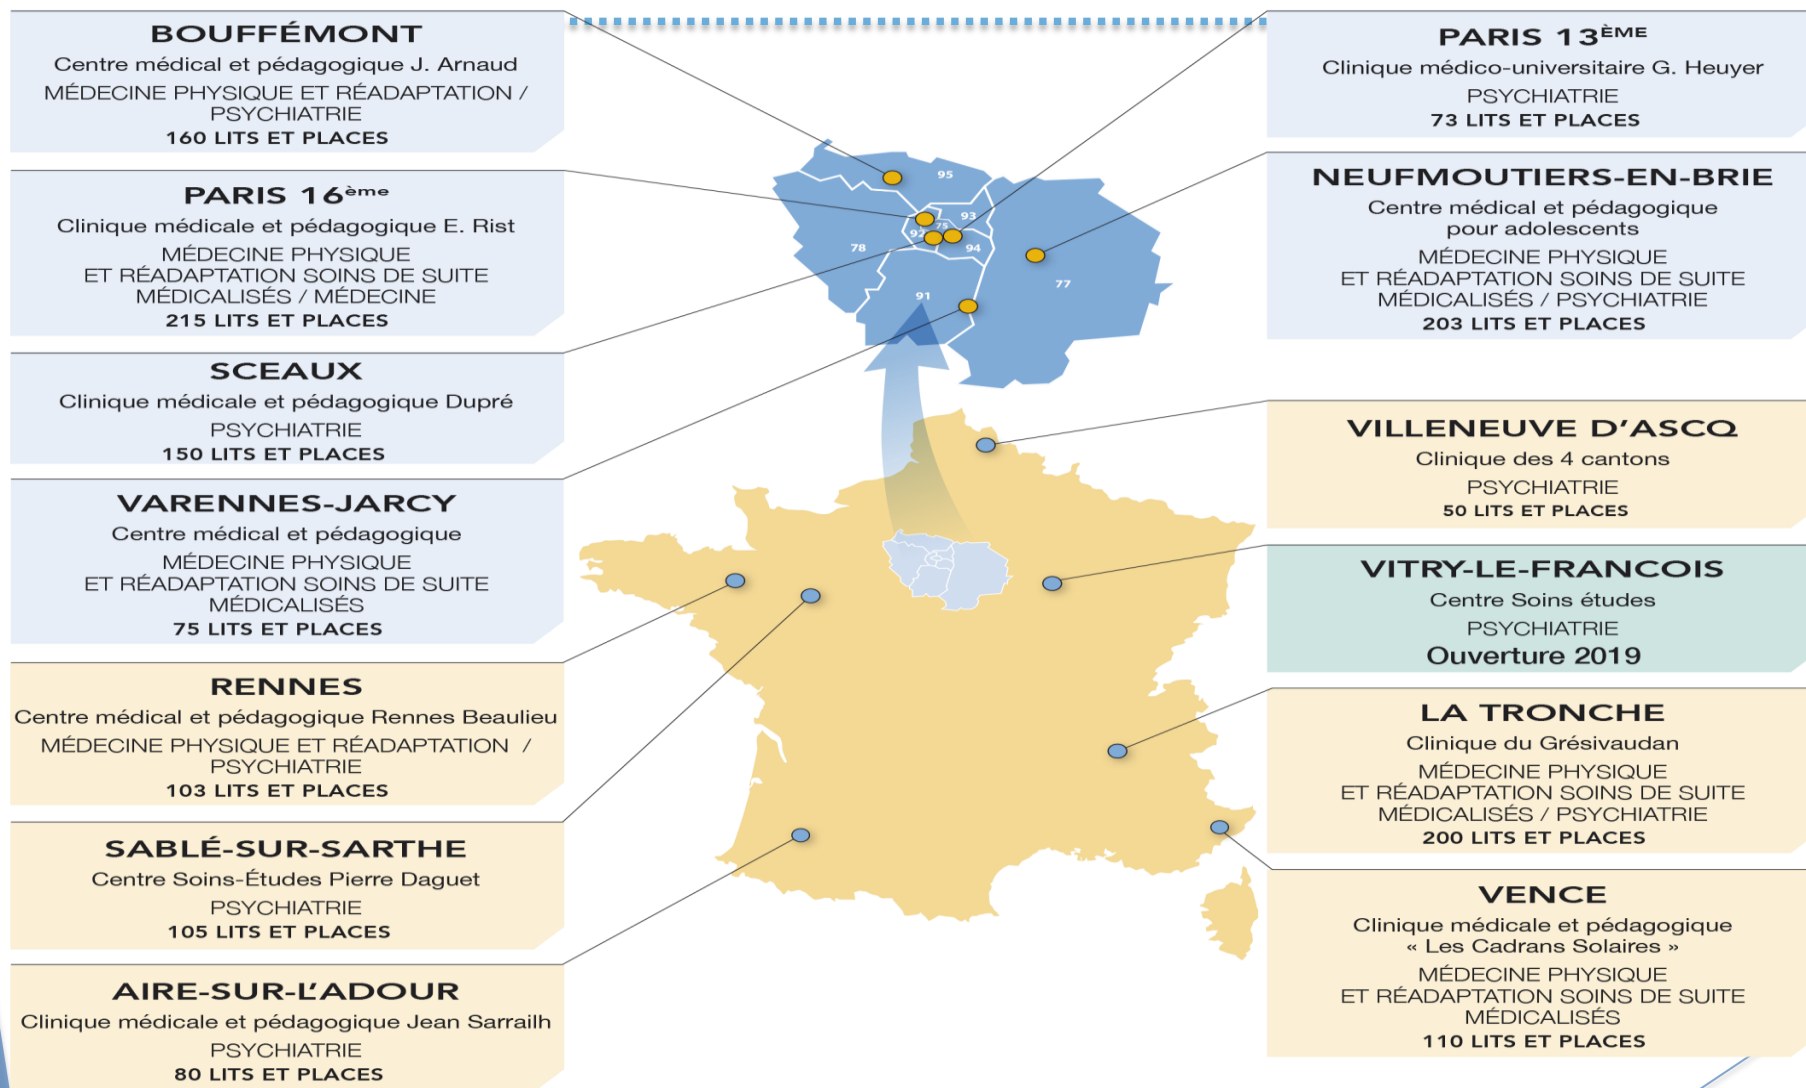 BOUFFÉMONT
Centre médical et pédagogique J. Arnaud
MÉDECINE PHYSIQUE ET RÉADAPTATION /
PSYCHIATRIE
160 LITS ET PLACES
PARIS 16ème
Clinique médicale et pédagogique E. Rist
MÉDECINE PHYSIQUE
ET RÉADAPTATION SOINS DE SUITE
MÉDICALISÉS / MÉDECINE
215 LITS ET PLACES
SCEAUX
Clinique médicale et pédagogique Dupré
PSYCHIATRIE
150 LITS ET PLACES
VARENNES-JARCY
Centre médical et pédagogique
MÉDECINE PHYSIQUE
ET RÉADAPTATION SOINS DE SUITE
MÉDICALISÉS
75 LITS ET PLACES
RENNES
Centre médical et pédagogique Rennes Beaulieu
MÉDECINE PHYSIQUE ET RÉADAPTATION /
PSYCHIATRIE
103 LITS ET PLACES
SABLÉ-SUR-SARTHE
Centre Soins-Études Pierre Daguet
PSYCHIATRIE
105 LITS ET PLACES
AIRE-SUR-L'ADOUR
Clinique médicale et pédagogique Jean Sarrailh
PSYCHIATRIE
80 LITS ET PLACES
95
93
75
92
78
94
77
91
PARIS 13ÈME
Clinique médico-universitaire G. Heuyer
PSYCHIATRIE
73 LITS ET PLACES
NEUFMOUTIERS-EN-BRIE
Centre médical et pédagogique
pour adolescents
MÉDECINE PHYSIQUE
ET RÉADAPTATION SOINS DE SUITE
MÉDICALISÉS / PSYCHIATRIE
203 LITS ET PLACES
VILLENEUVE D'ASCQ
Clinique des 4 cantons
PSYCHIATRIE
50 LITS ET PLACES
VITRY-LE-FRANCOIS
Centre Soins études
PSYCHIATRIE
Ouverture 2019
LA TRONCHE
Clinique du Grésivaudan
MÉDECINE PHYSIQUE
ET RÉADAPTATION SOINS DE SUITE
MÉDICALISÉS / PSYCHIATRIE
200 LITS ET PLACES
VENCE
Clinique médicale et pédagogique
« Les Cadrans Solaires »
MÉDECINE PHYSIQUE
ET RÉADAPTATION SOINS DE SUITE
MÉDICALISÉS
110 LITS ET PLACES